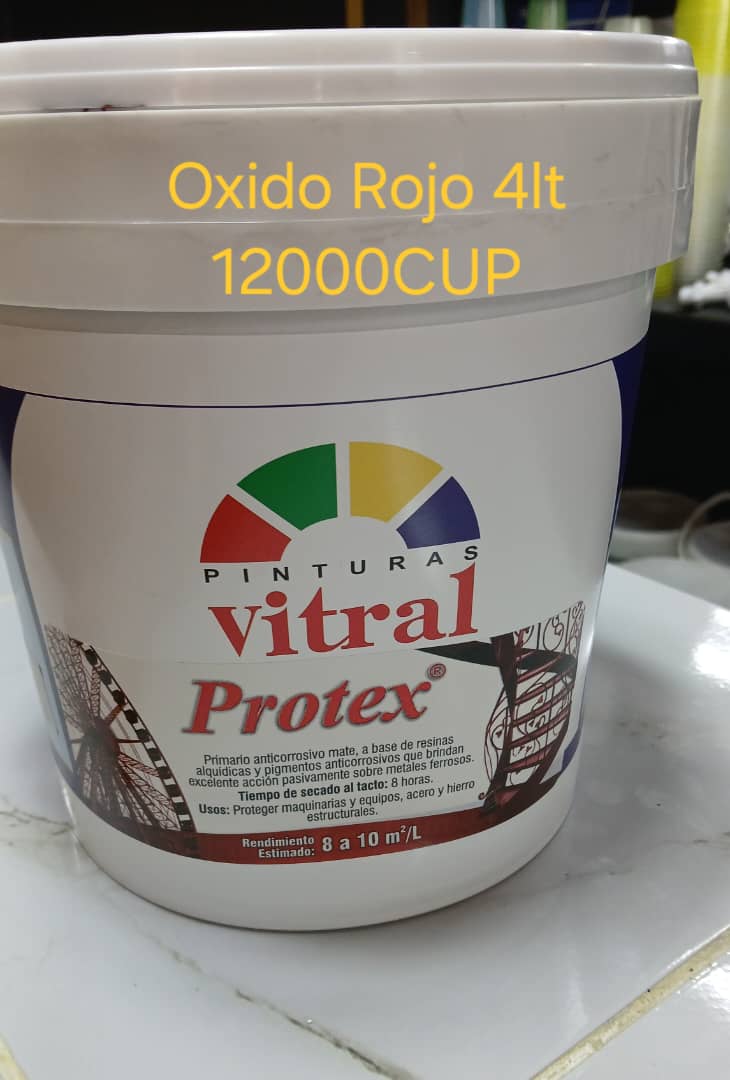 Oxido Rojo 4lt
12000CUP
PINTURAS
vitral
Protex®
Primario anticorrosivo mate, a base de resinas
alquídicas y pigmentos anticorrosivos que brindan
excelente acción pasivamente sobre metales ferrosos.
Tiempo de secado al tacto: 8 horas.
Usos: Proteger maquinarias y equipos, acero y hierro
estructurales.
Rendimiento
Estimado: 8 a 10 m²/L